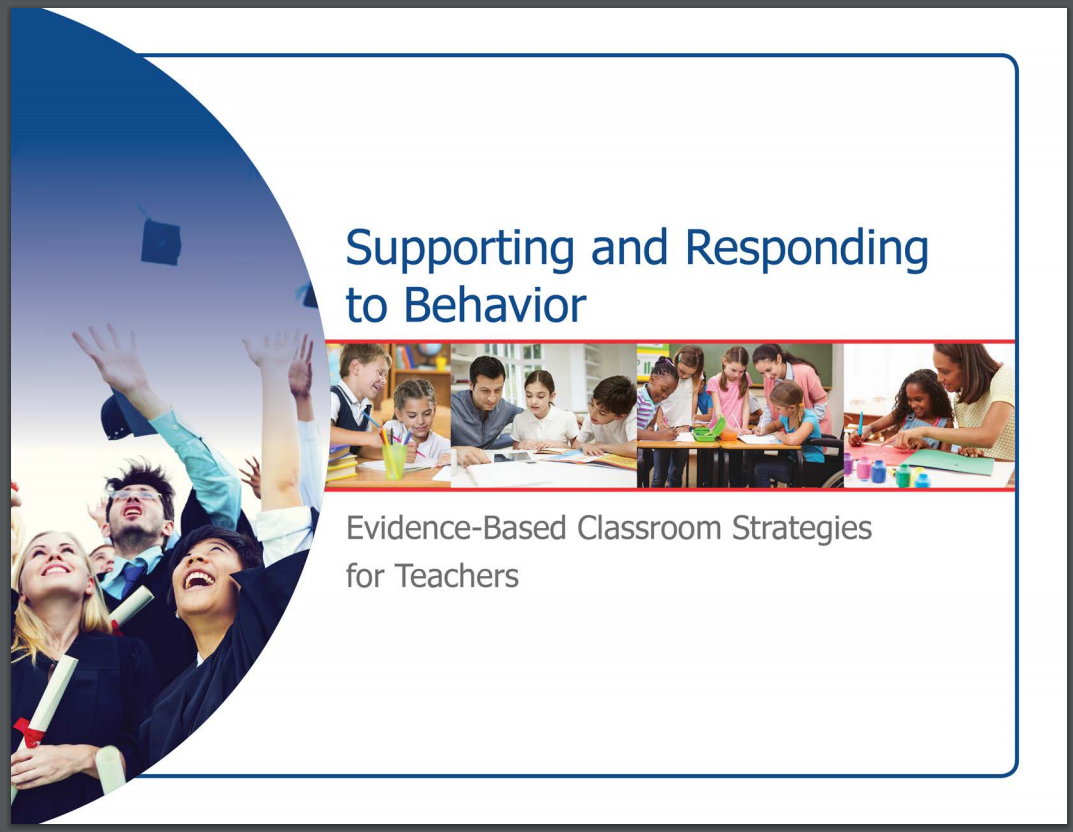 Supporting and Responding
to Behavior
Evidence-Based Classroom Strategies
for Teachers